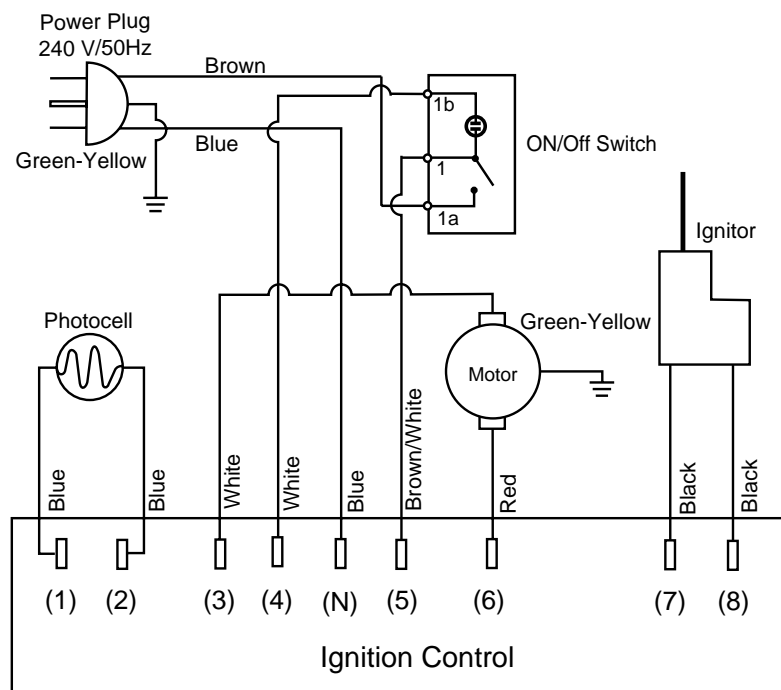 Power Plug
240 V/50Hz
Brown
Blue
Green-Yellow
1b
1
1a
ON/Off Switch
Ignitor
Photocell
Green-Yellow
Motor
Blue
Blue
White
White
Blue
Brown/White
Red
Black
Black
(1)
(2)
(3)
(4)
(N)
(5)
(6)
(7)
(8)
Ignition Control